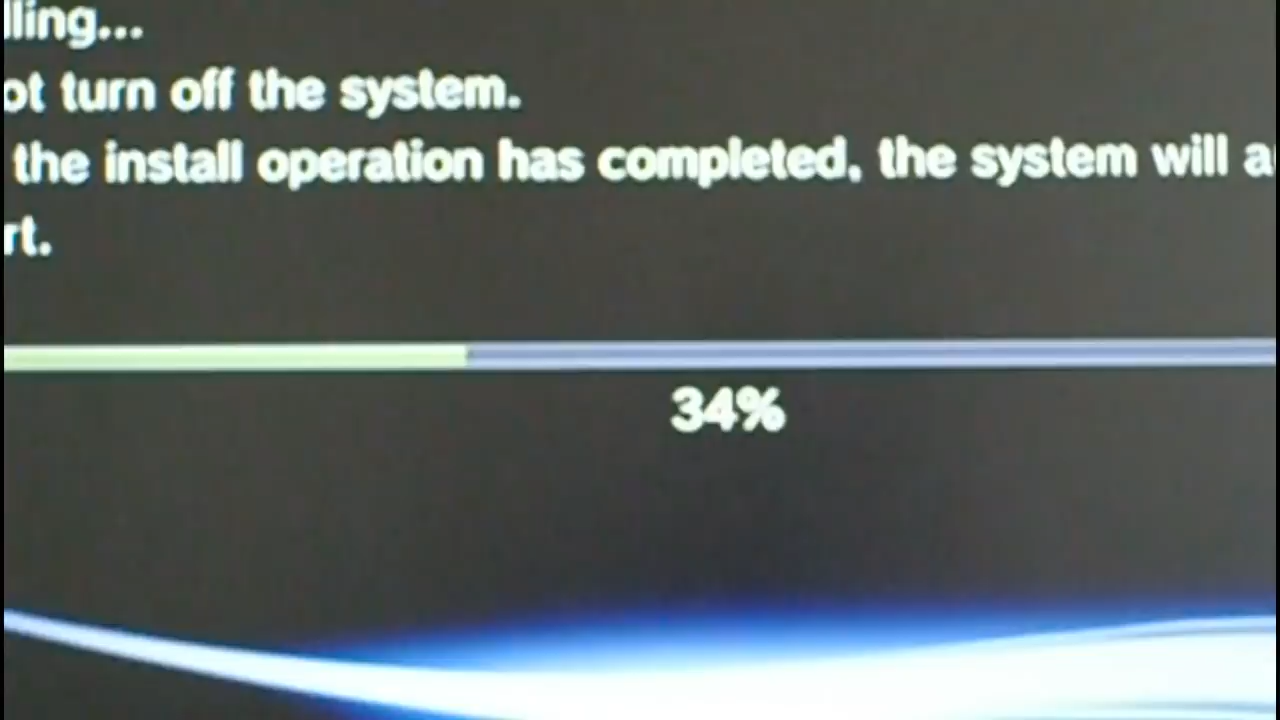 lling...
ot turn off the system.
the install operation has completed, the system will a
rt.
34%